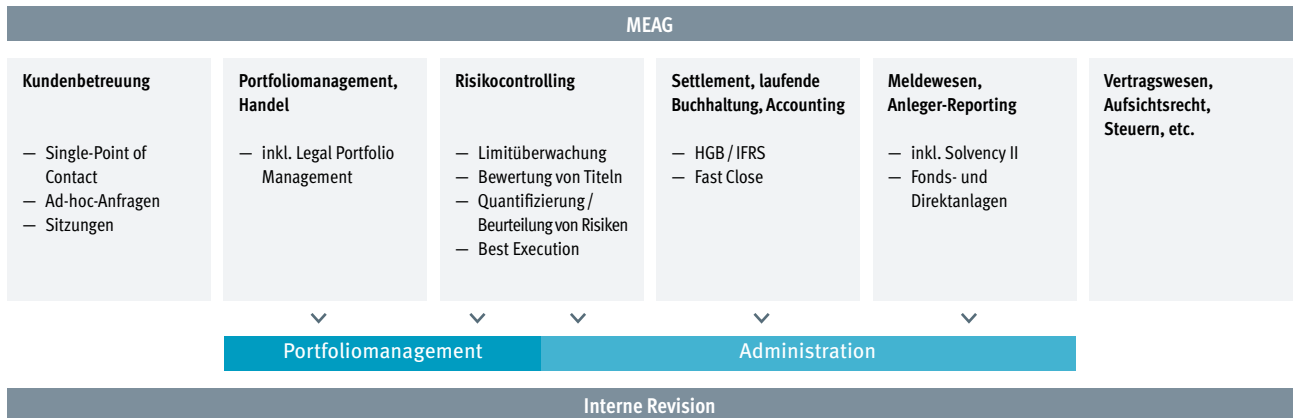 MEAG
Kundenbetreuung
— Single-Point of
Contact
— Ad-hoc-Anfragen
— Sitzungen
Portfoliomanagement,
Handel
— inkl. Legal Portfolio
Management
Risikocontrolling
— Limitüberwachung
— Bewertung von Titeln
— Quantifizierung /
Beurteilung von Risiken
— Best Execution
Settlement, laufende
Buchhaltung, Accounting
— HGB / IFRS
— Fast Close
Meldewesen,
Anleger-Reporting
— inkl. Solvency II
— Fonds- und
Direktanlagen
Vertragswesen,
Aufsichtsrecht,
Steuern, etc.
Portfoliomanagement
Administration
Interne Revision